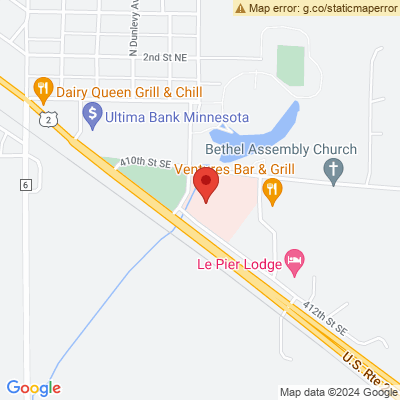 Map error: g.co/staticmaperror
N Dunlevy Av
2nd St NE
Dairy Queen Grill & Chill
2
Ultima Bank Minnesota
Bethel Assembly Church
410th St SE
Ventures Bar & Grill
6
Le Pier Lodge
412th St SE
U.S. Rte
Google
Map data ©2024 Google